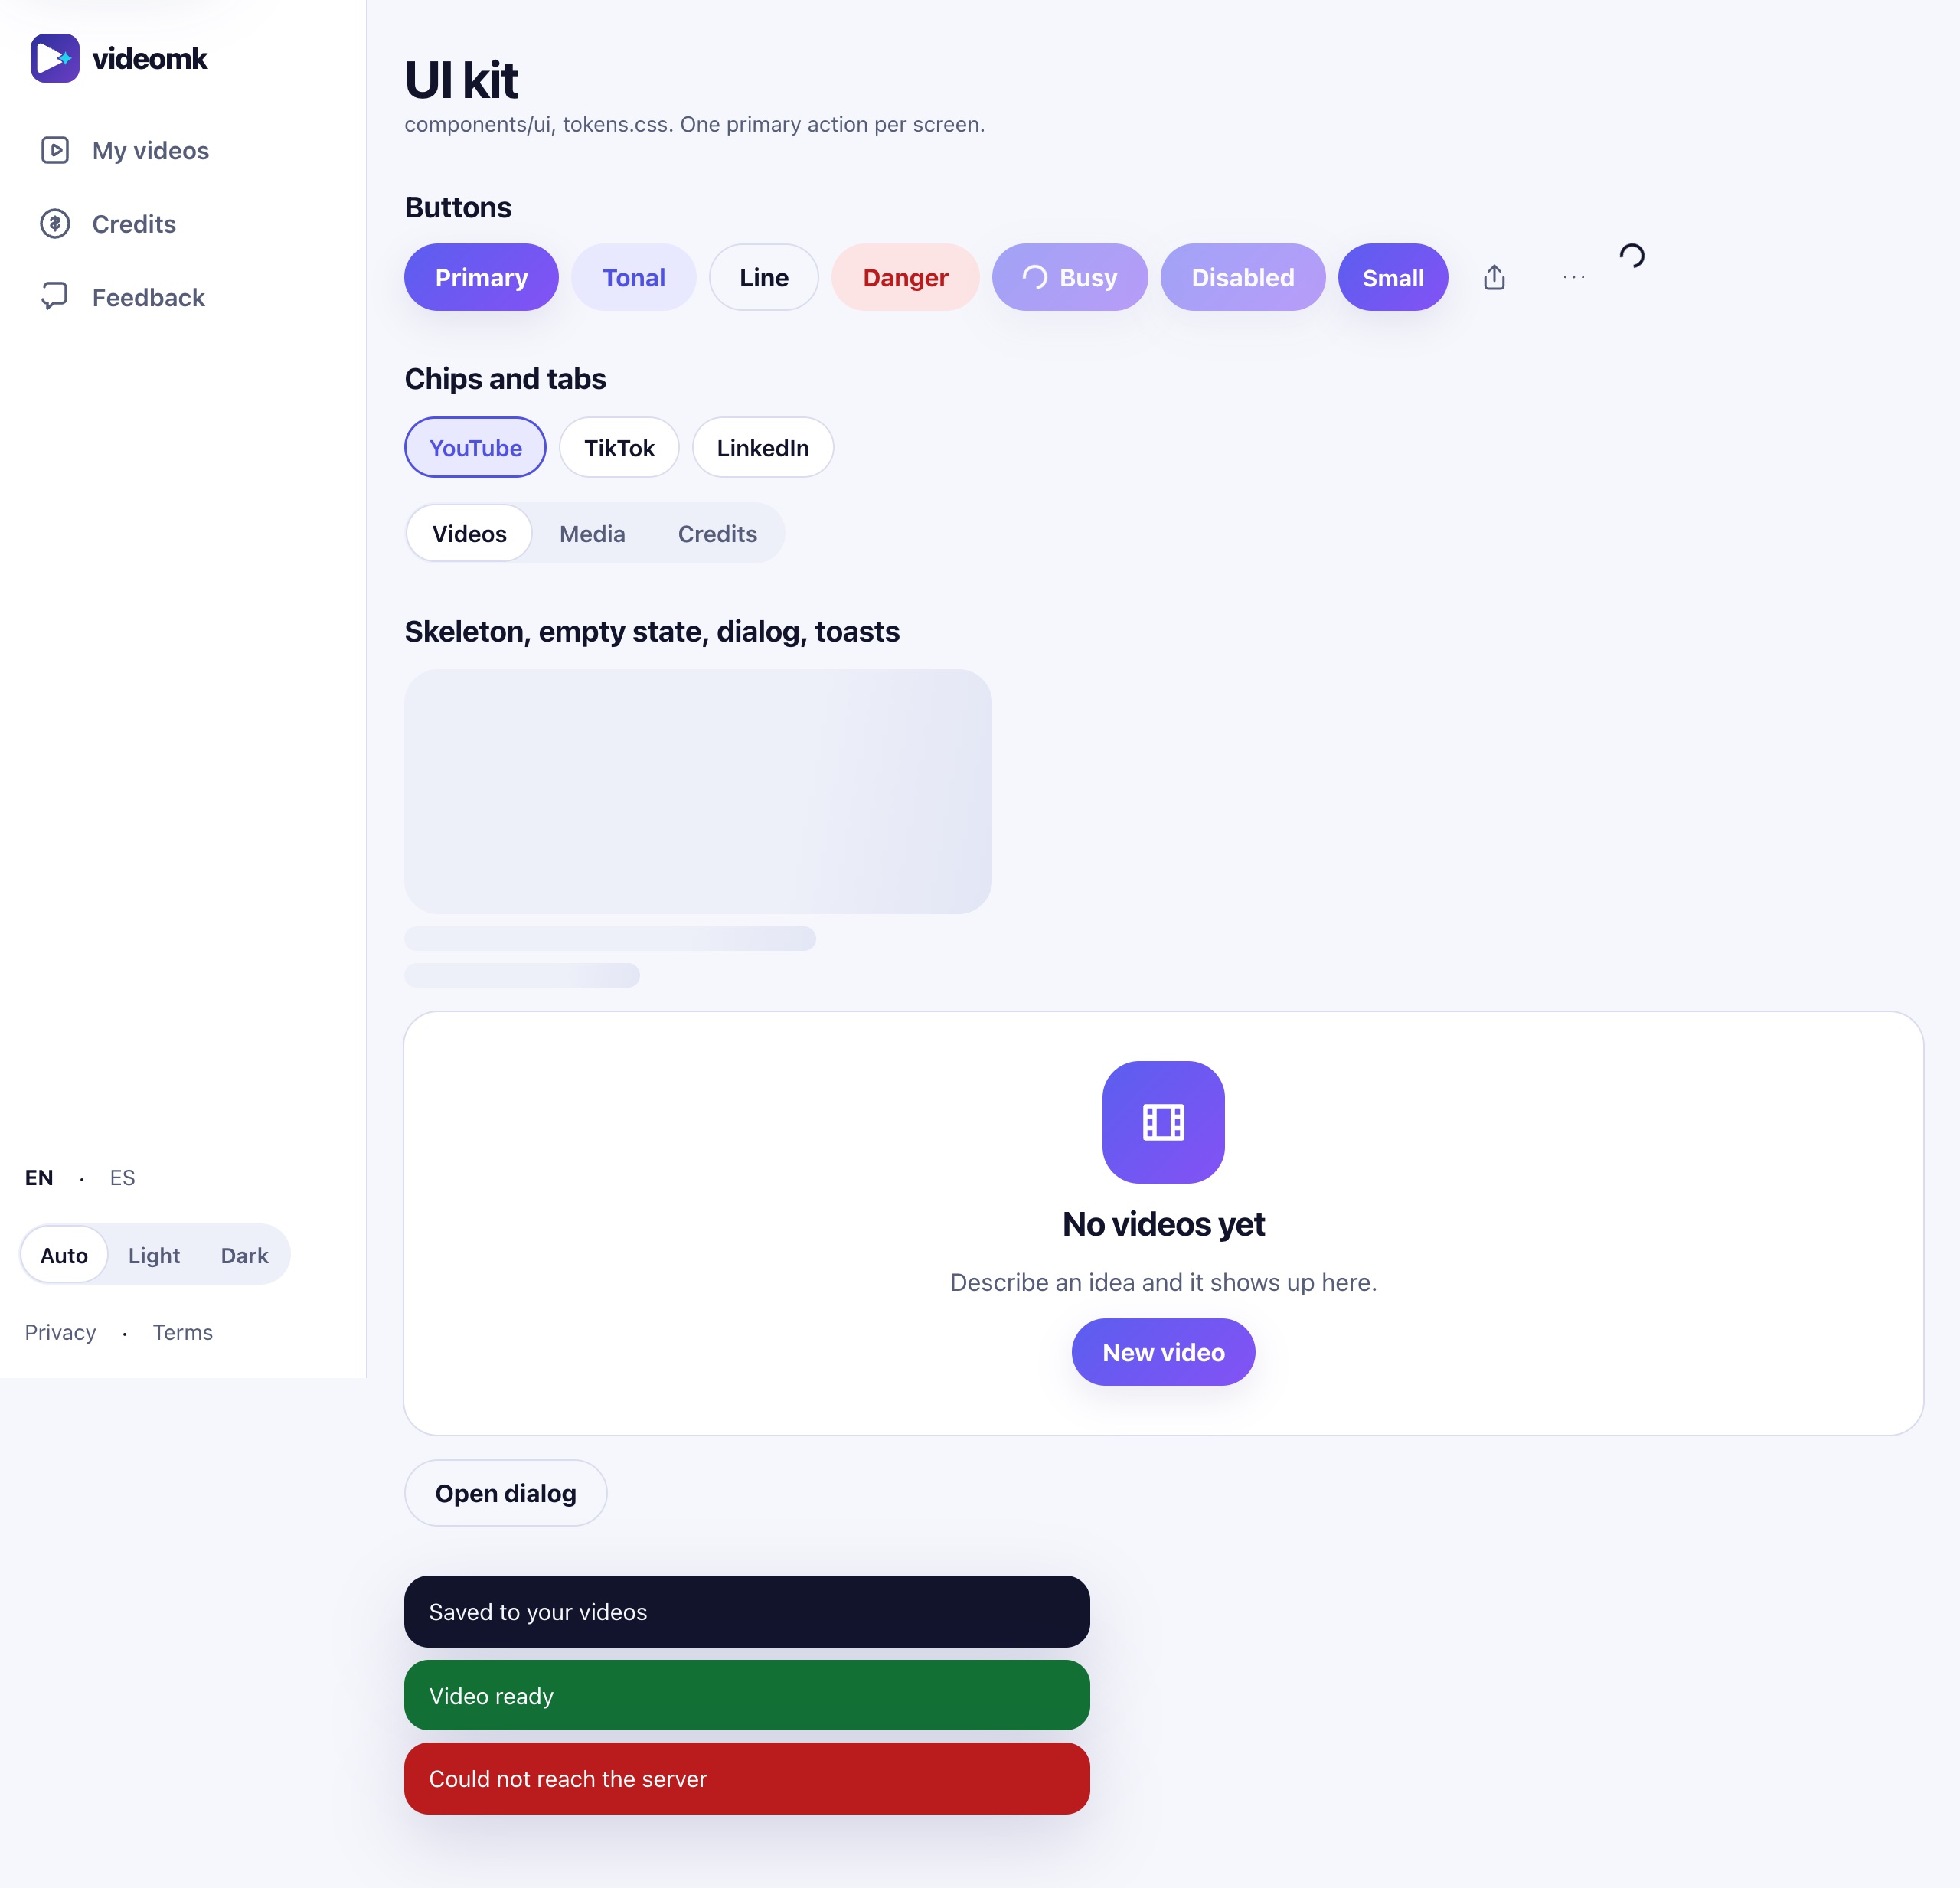 videomk
My videos
Credits
Feedback
EN · ES
Auto Light Dark
Privacy · Terms
UI kit
components/ui, tokens.css. One primary action per screen.
Buttons
Primary Tonal Line Danger Busy Disabled Small ···
Chips and tabs
YouTube TikTok LinkedIn
Videos Media Credits
Skeleton, empty state, dialog, toasts
No videos yet
Describe an idea and it shows up here.
New video
Open dialog
Saved to your videos
Video ready
Could not reach the server